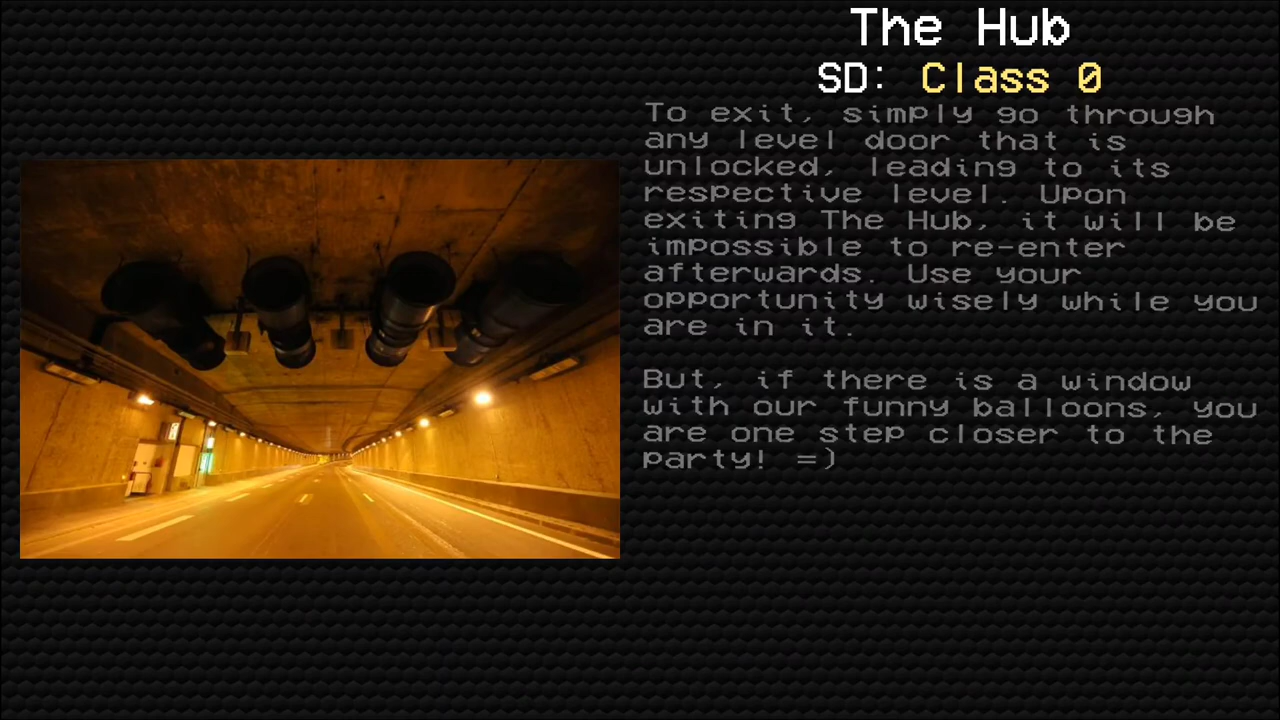 The Hub
SD: Class 0
To exit, simply go through
any level door that is
unlocked, leading to its
respective level. Upon
exiting The Hub, it will be
impossible to re-enter
afterwards. Use your
opportunity wisely while you
are in it.
But, if there is a window
with our funny balloons, you
are one step closer to the
party! =)